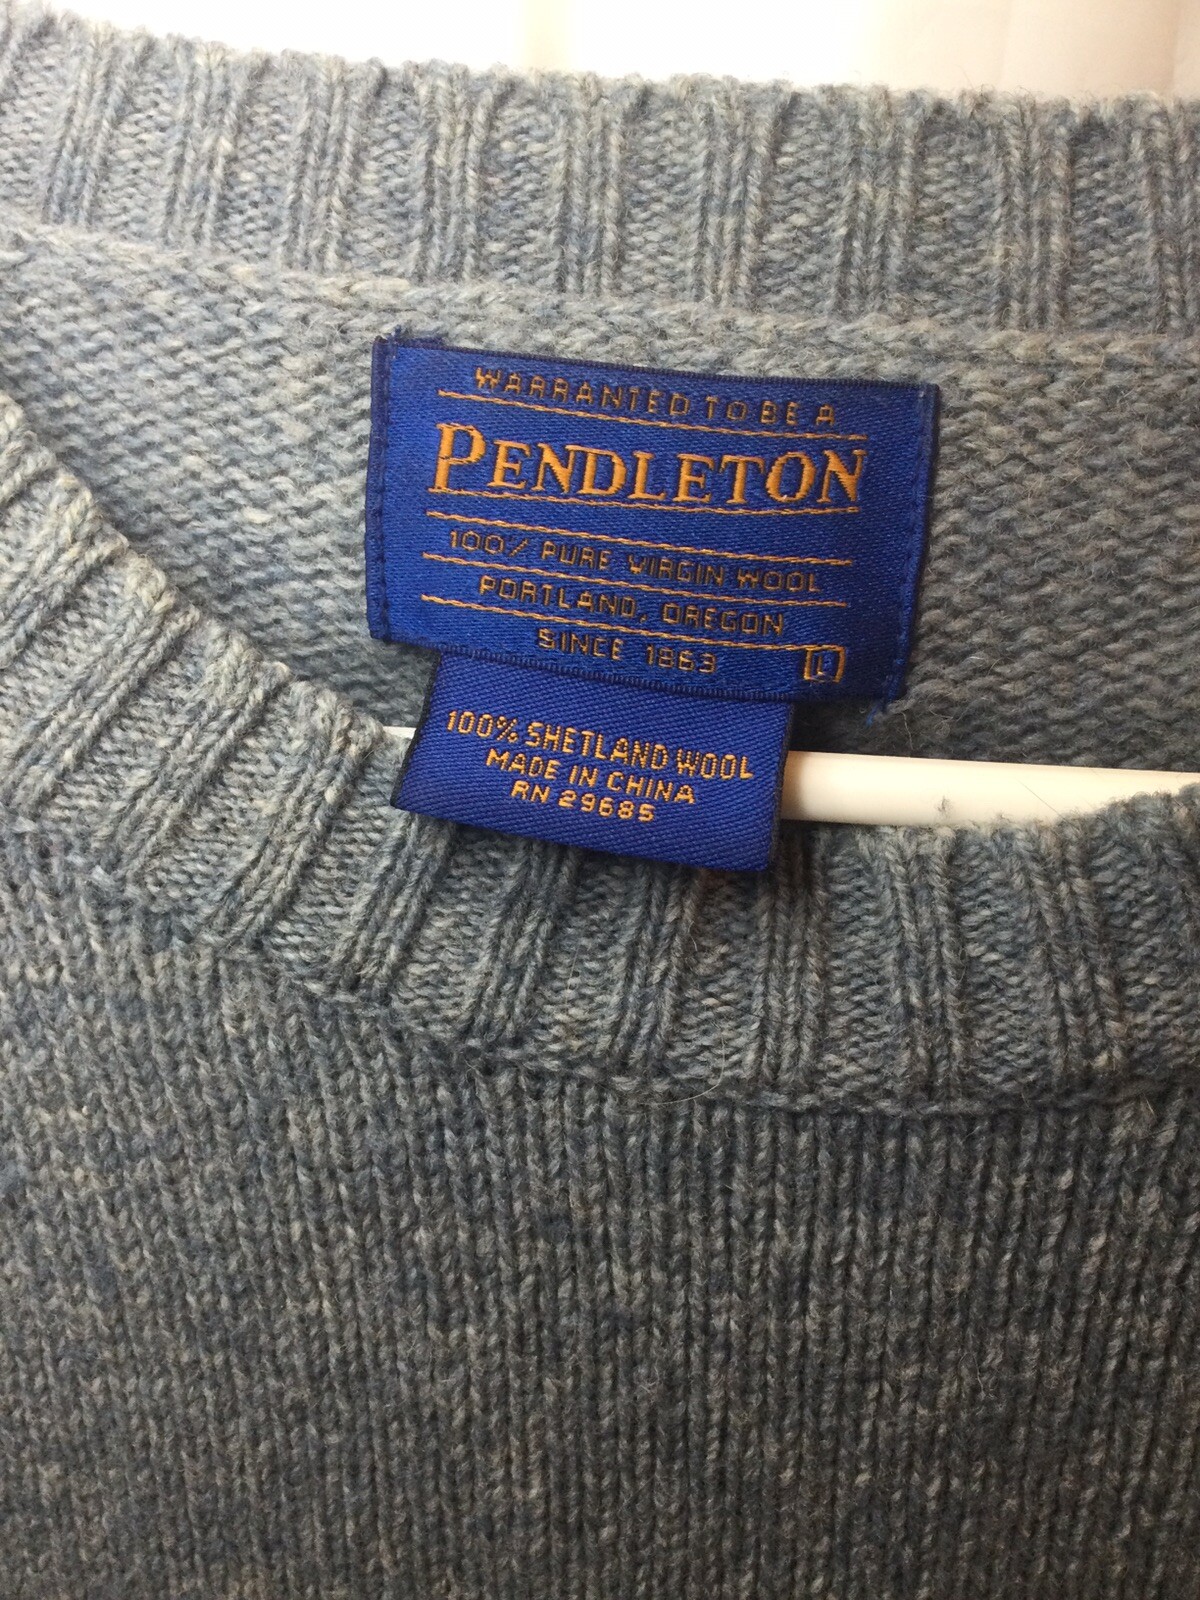 WARRANTED TO BE A
PENDLETON
100% PURE VIRGIN WOOL
PORTLAND, OREGON
SINCE 1863
L
100% SHETLAND WOOL
MADE IN CHINA
RN 29685